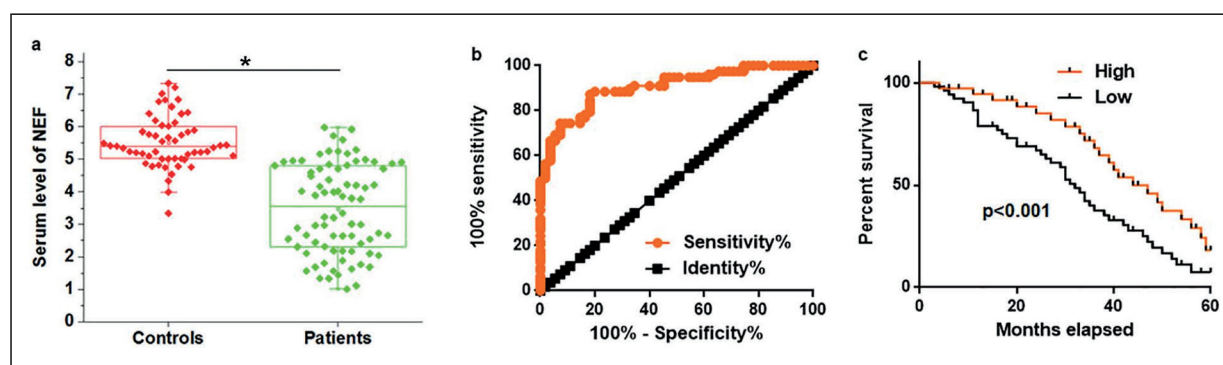 a
Serum level of NEF
8
7
6
5
4
3
2
1
0
*
Controls Patients
b
100% sensitivity
100
80
60
40
20
0
Sensitivity%
Identity%
0 20 40 60 80 100
100% - Specificity%
c
Percent survival
100
50
0
High
Low
p<0.001
0 20 40 60
Months elapsed